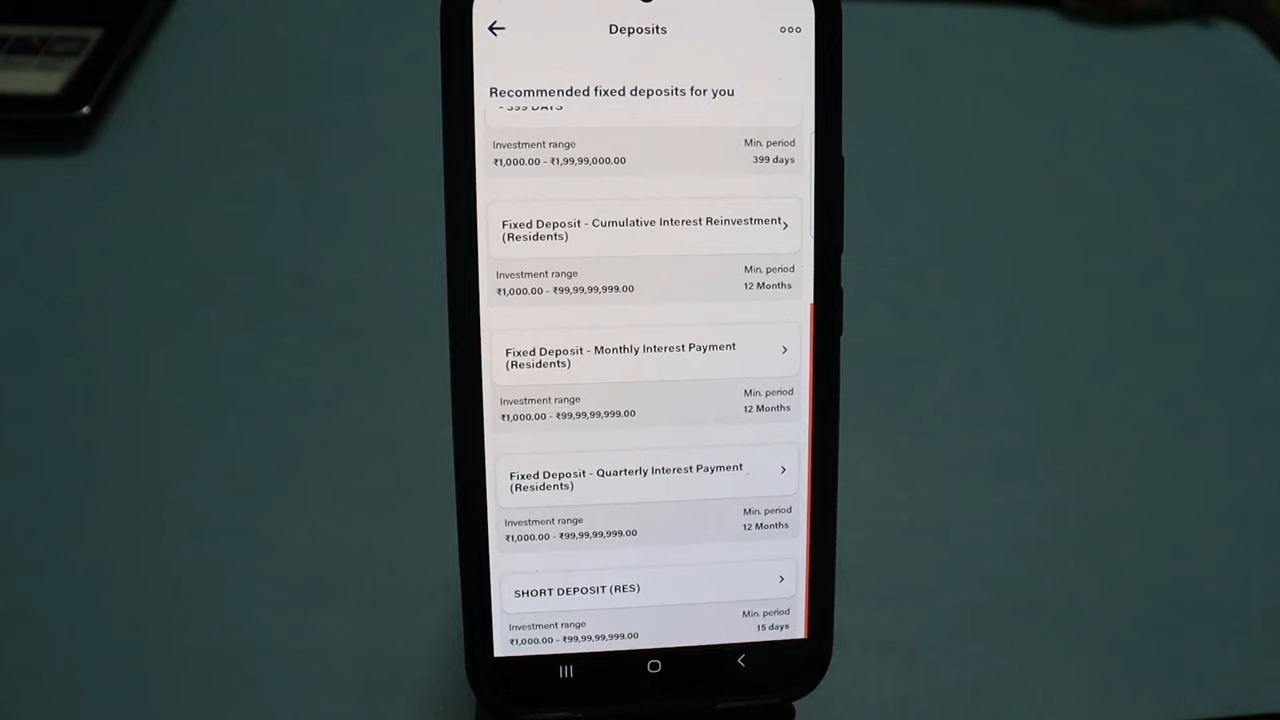 Deposits
Recommended fixed deposits for you
- 399 DAYS
Investment range
Min. period
₹1,000.00 - ₹1,99,99,000.00
399 days
Fixed Deposit - Cumulative Interest Reinvestment
(Residents)
Investment range
Min. period
₹1,000.00 - ₹99,99,99,999.00
12 Months
Fixed Deposit - Monthly Interest Payment
(Residents)
Investment range
Min. period
₹1,000.00 - ₹99,99,99,999.00
12 Months
Fixed Deposit - Quarterly Interest Payment
(Residents)
Investment range
Min. period
₹1,000.00 - ₹99,99,99,999.00
12 Months
SHORT DEPOSIT (RES)
Investment range
Min. period
₹1,000.00 - ₹99,99,99,999.00
15 days